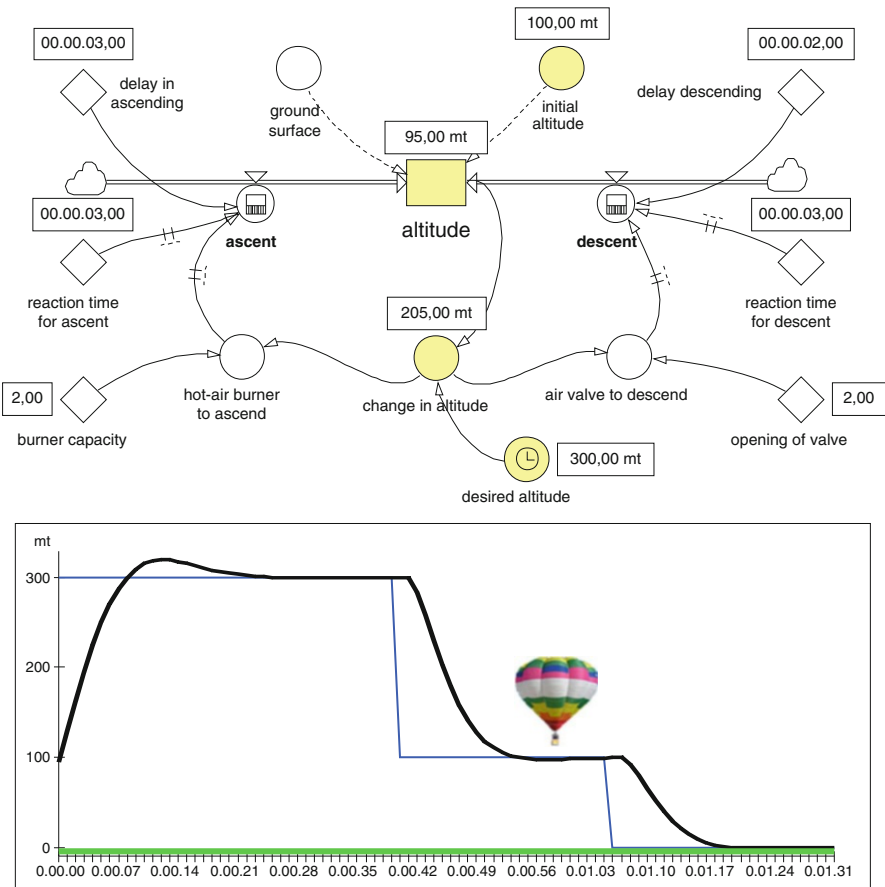 100,00 mt
00.00.03,00
00.00.02,00
delay in
ascending
delay descending
ground
surface
initial
altitude
95,00 mt
00.00.03,00
00.00.03,00
ascent
altitude
descent
reaction time
for ascent
205,00 mt
reaction time
for descent
2,00
hot-air burner
to ascend
change in altitude
air valve to descend
2,00
burner capacity
opening of valve
300,00 mt
desired altitude
mt
300
200
100
0
0.00.00 0.00.07 0.00.14 0.00.21 0.00.28 0.00.35 0.00.42 0.00.49 0.00.56 0.01.03 0.01.10 0.01.17 0.01.24 0.01.31